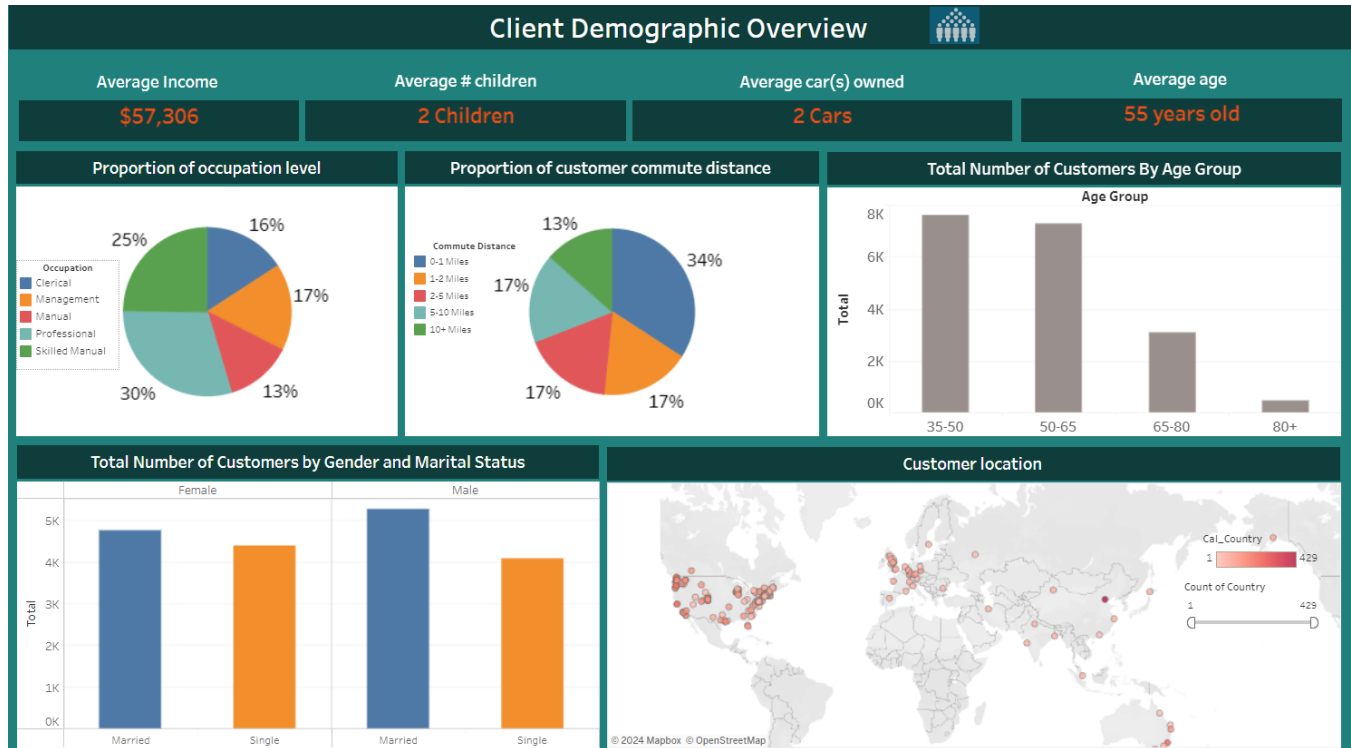 Client Demographic Overview
Average Income
Average # children
Average car(s) owned
Average age
$57,306
2 Children
2 Cars
55 years old
Proportion of occupation level
16%
17%
13%
30%
25%
Occupation
Clerical
Management
Manual
Professional
Skilled Manual
Proportion of customer commute distance
13%
34%
17%
17%
17%
Commute Distance
0-1 Miles
1-2 Miles
2-5 Miles
5-10 Miles
10+ Miles
Total Number of Customers By Age Group
Age Group
Total
8K
6K
4K
2K
0K
35-50
50-65
65-80
80+
Total Number of Customers by Gender and Marital Status
Female
Male
Total
5K
4K
3K
2K
1K
0K
Married
Single
Married
Single
Customer location
Cal_Country
1
429
Count of Country
1
429
© 2024 Mapbox © OpenStreetMap